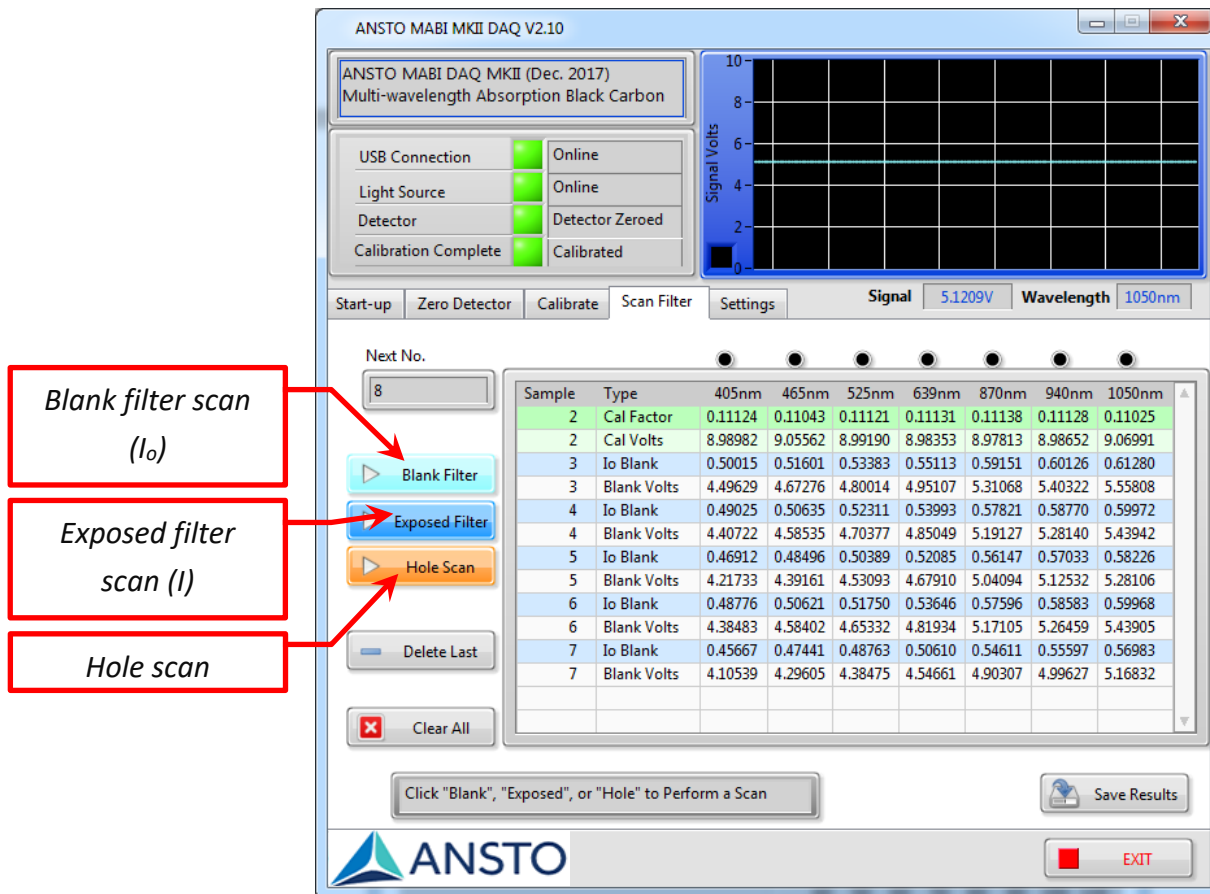 ANSTO MABI MKII DAQ V2.10
ANSTO MABI DAQ MKII (Dec. 2017)
Multi-wavelength Absorption Black Carbon
USB Connection Online
Light Source Online
Detector Detector Zeroed
Calibration Complete Calibrated
10
8
6
4
2
0
Signal Volts
Start-up Zero Detector Calibrate Scan Filter Settings
Signal 5.1209V Wavelength 1050nm
Next No.
8
Blank filter scan
(Io)
Exposed filter
scan (I)
Hole scan
Blank Filter
Exposed Filter
Hole Scan
Delete Last
Clear All
Sample Type 405nm 465nm 525nm 639nm 870nm 940nm 1050nm
2 Cal Factor 0.11124 0.11043 0.11121 0.11131 0.11138 0.11128 0.11025
2 Cal Volts 8.98982 9.05562 8.99190 8.98353 8.97813 8.98652 9.06991
3 Io Blank 0.50015 0.51601 0.53383 0.55113 0.59151 0.60126 0.61280
3 Blank Volts 4.49629 4.67276 4.80014 4.95107 5.31068 5.40322 5.55808
4 Io Blank 0.49025 0.50635 0.52311 0.53993 0.57821 0.58770 0.59972
4 Blank Volts 4.40722 4.58535 4.70377 4.85049 5.19127 5.28140 5.43942
5 Io Blank 0.46912 0.48496 0.50389 0.52085 0.56147 0.57033 0.58226
5 Blank Volts 4.21733 4.39161 4.53093 4.67910 5.04094 5.12532 5.28106
6 Io Blank 0.48776 0.50621 0.51750 0.53646 0.57596 0.58583 0.59968
6 Blank Volts 4.38483 4.58402 4.65332 4.81934 5.17105 5.26459 5.43905
7 Io Blank 0.45667 0.47441 0.48763 0.50610 0.54611 0.55597 0.56983
7 Blank Volts 4.10539 4.29605 4.38475 4.54661 4.90307 4.99627 5.16832
Click "Blank", "Exposed", or "Hole" to Perform a Scan
Save Results
ANSTO
EXIT